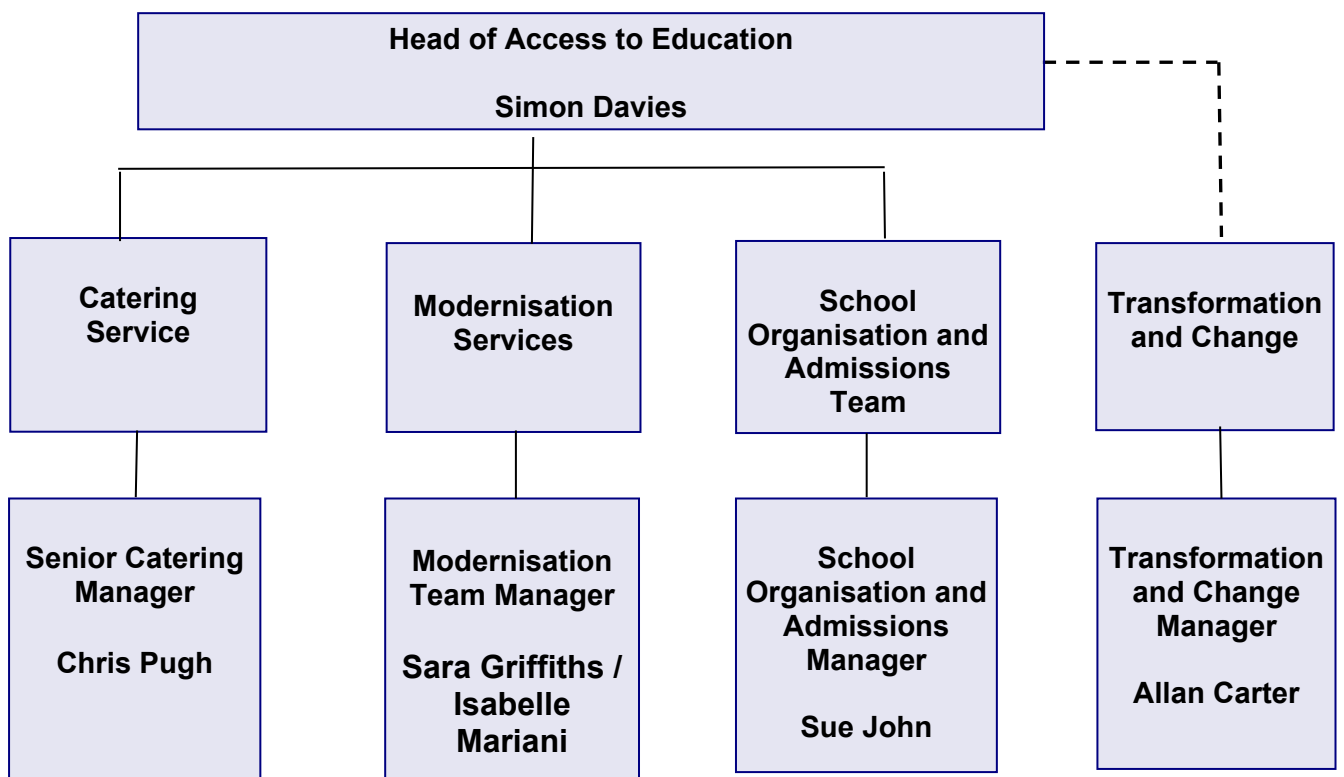 Head of Access to Education
Simon Davies
Catering
Service
Modernisation
Services
School
Organisation and
Admissions
Team
Transformation
and Change
Senior Catering
Manager
Chris Pugh
Modernisation
Team Manager
Sara Griffiths /
Isabelle
Mariani
School
Organisation and
Admissions
Manager
Sue John
Transformation
and Change
Manager
Allan Carter